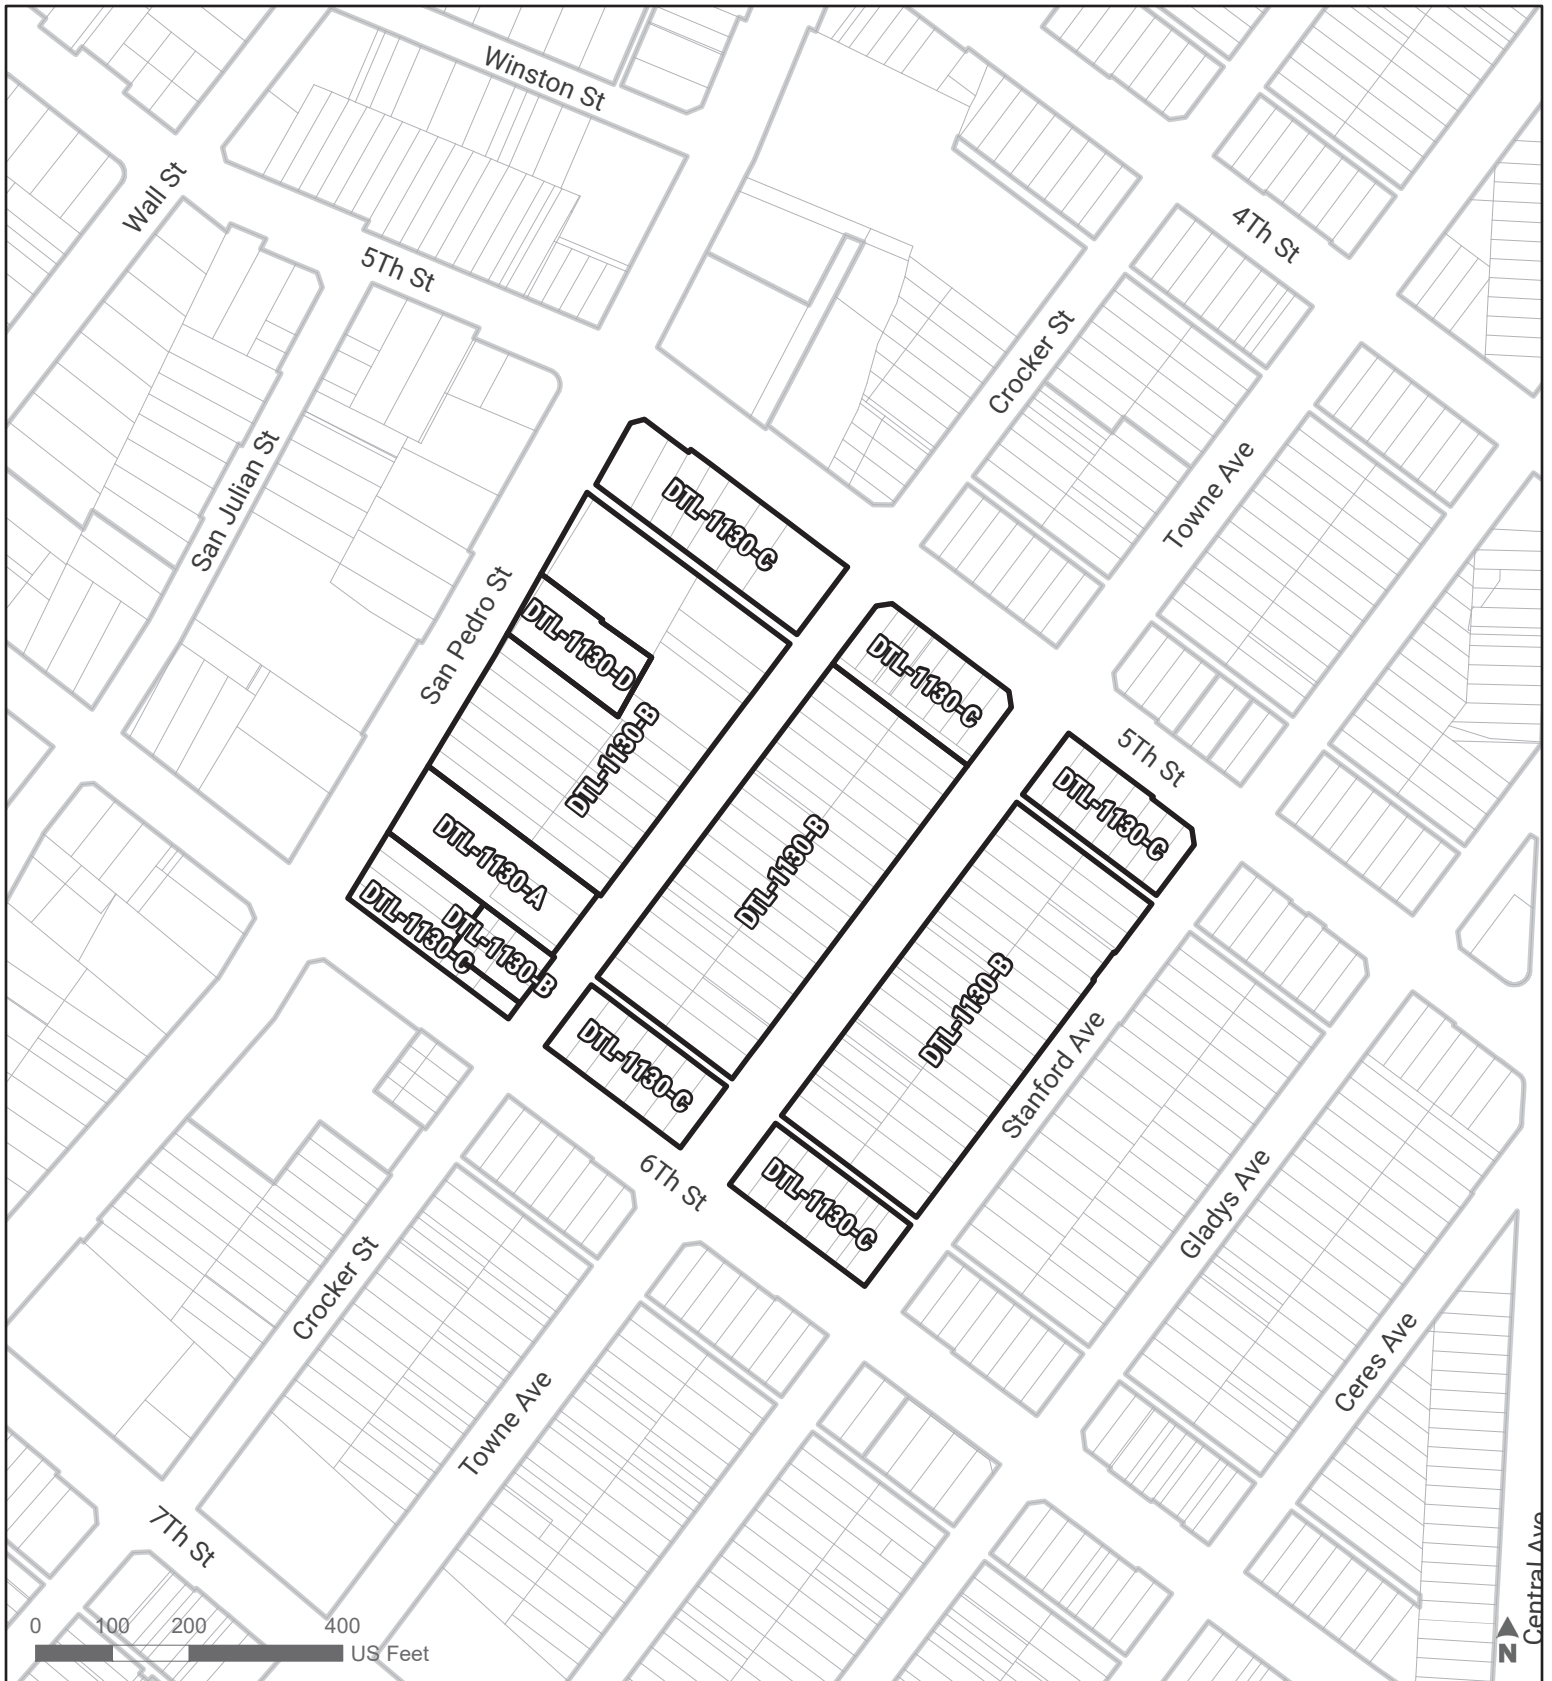 Winston St
Wall St
4Th St
5Th St
Crocker St
San Julian St
Towne Ave
DTL-1130-C
San Pedro St
DTL-1130-D
DTL-1130-C
DTL-1130-B
5Th St
DTL-1130-C
DTL-1130-A
DTL-1130-B
DTL-1130-C
DTL-1130-B
DTL-1130-B
Stanford Ave
DTL-1130-C
6Th St
DTL-1130-C
Gladys Ave
Crocker St
Ceres Ave
Towne Ave
7Th St
Central Ave
0 100 200 400
US Feet
N